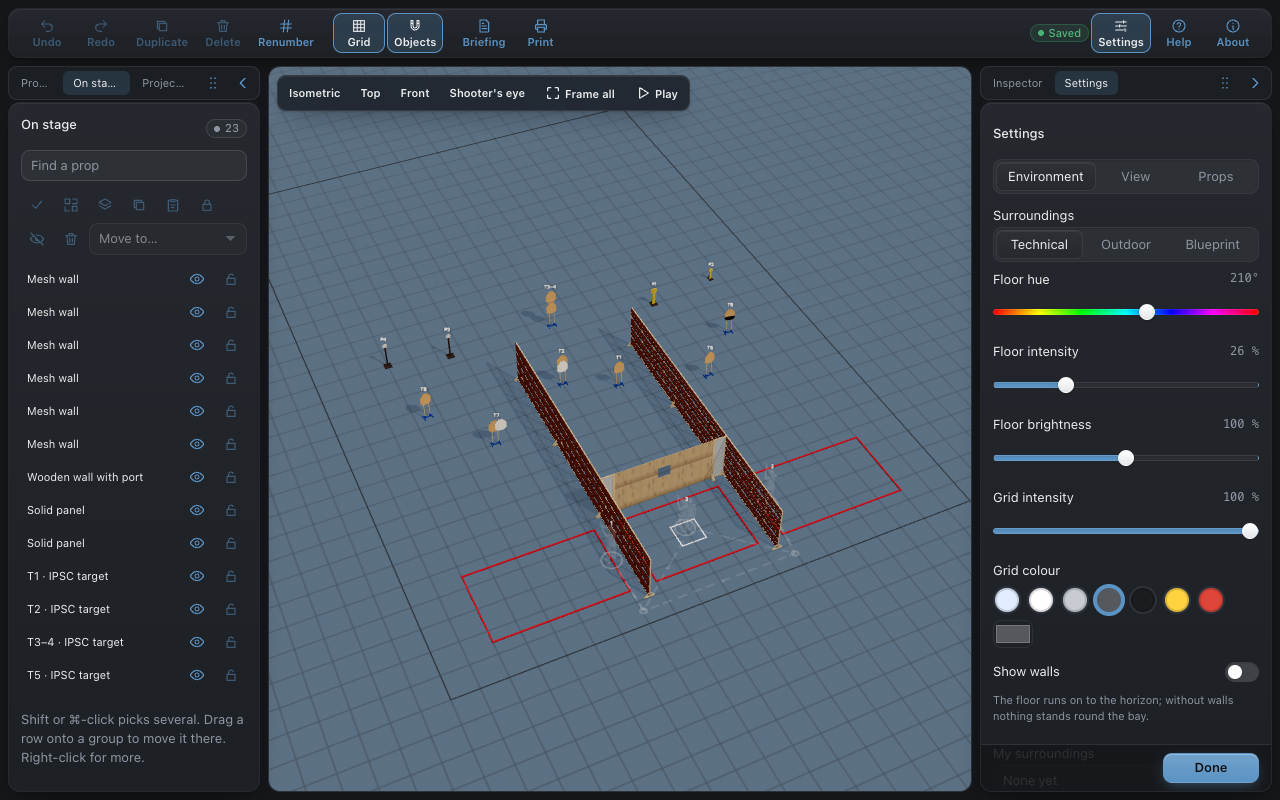 Undo
Redo
Duplicate
Delete
Renumber
Grid
Objects
Briefing
Print
Saved
Settings
Help
About
Pro...
On sta...
Projec...
On stage
23
Find a prop
Move to...
Mesh wall
Mesh wall
Mesh wall
Mesh wall
Mesh wall
Mesh wall
Wooden wall with port
Solid panel
Solid panel
T1 · IPSC target
T2 · IPSC target
T3–4 · IPSC target
T5 · IPSC target
Shift or ⌘-click picks several. Drag a
row onto a group to move it there.
Right-click for more.
Isometric
Top
Front
Shooter's eye
Frame all
Play
T3-4
T2
T1
T7
Inspector
Settings
Settings
Environment
View
Props
Surroundings
Technical
Outdoor
Blueprint
Floor hue
210°
Floor intensity
26 %
Floor brightness
100 %
Grid intensity
100 %
Grid colour
Show walls
The floor runs on to the horizon; without walls
nothing stands round the bay.
My surroundings
None yet
Done